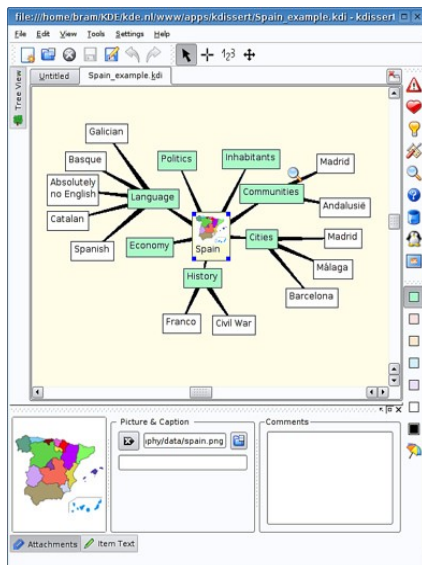 file://home/bram/KDE/kde.nl/www/apps/kdissert/Spain_example.kdi - kdissert
File Edit View Tools Settings Help
123
Untitled Spain_example.kdi
Tree View
Galician
Basque
Politics
Inhabitants
Madrid
Absolutely
no English
Language
Communities
Andalusië
Catalan
Spanish
Economy
Spain
Cities
Madrid
Màlaga
History
Barcelona
Franco
Civil War
Picture & Caption
Comments
phy/data/spain.png
Attachments Item Text